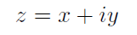 z = x + iy